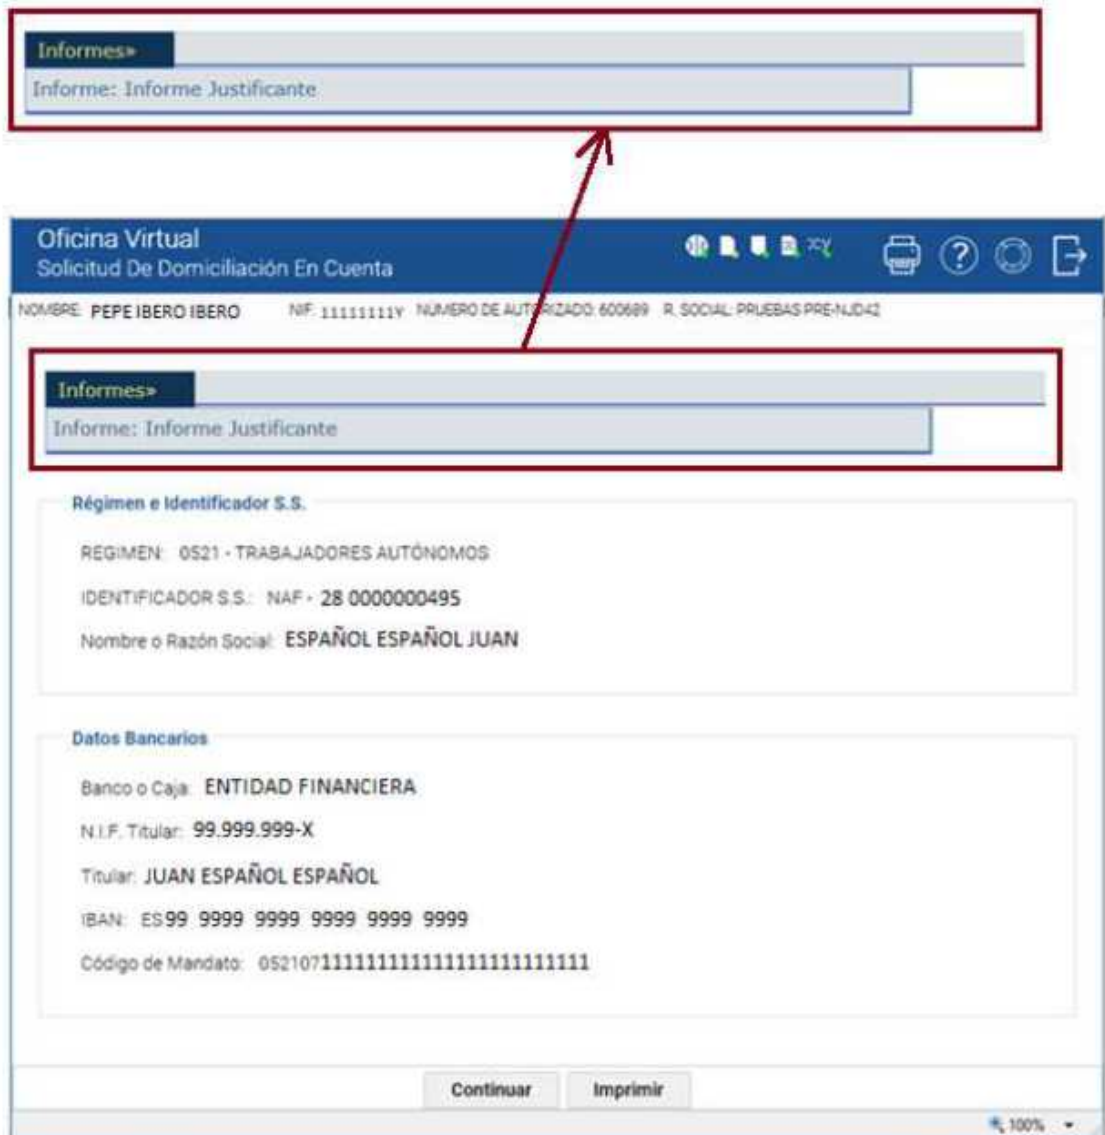 Informes»
Informe: Informe Justificante
Oficina Virtual
Solicitud De Domiciliación En Cuenta
NOMBRE: PEPE IBERO IBERO NIF: 11111111Y NÚMERO DE AUTORIZADO: 600689 R. SOCIAL: PRUEBAS PRE-NJD42
Informes»
Informe: Informe Justificante
Régimen e Identificador S.S.
REGIMEN: 0521 - TRABAJADORES AUTÓNOMOS
IDENTIFICADOR S.S.: NAF - 28 0000000495
Nombre o Razón Social: ESPAÑOL ESPAÑOL JUAN
Datos Bancarios
Banco o Caja: ENTIDAD FINANCIERA
N.I.F. Titular: 99.999.999-X
Titular: JUAN ESPAÑOL ESPAÑOL
IBAN: ES99 9999 9999 9999 9999 9999
Código de Mandato: 052107111111111111111111111111
Continuar Imprimir
100%